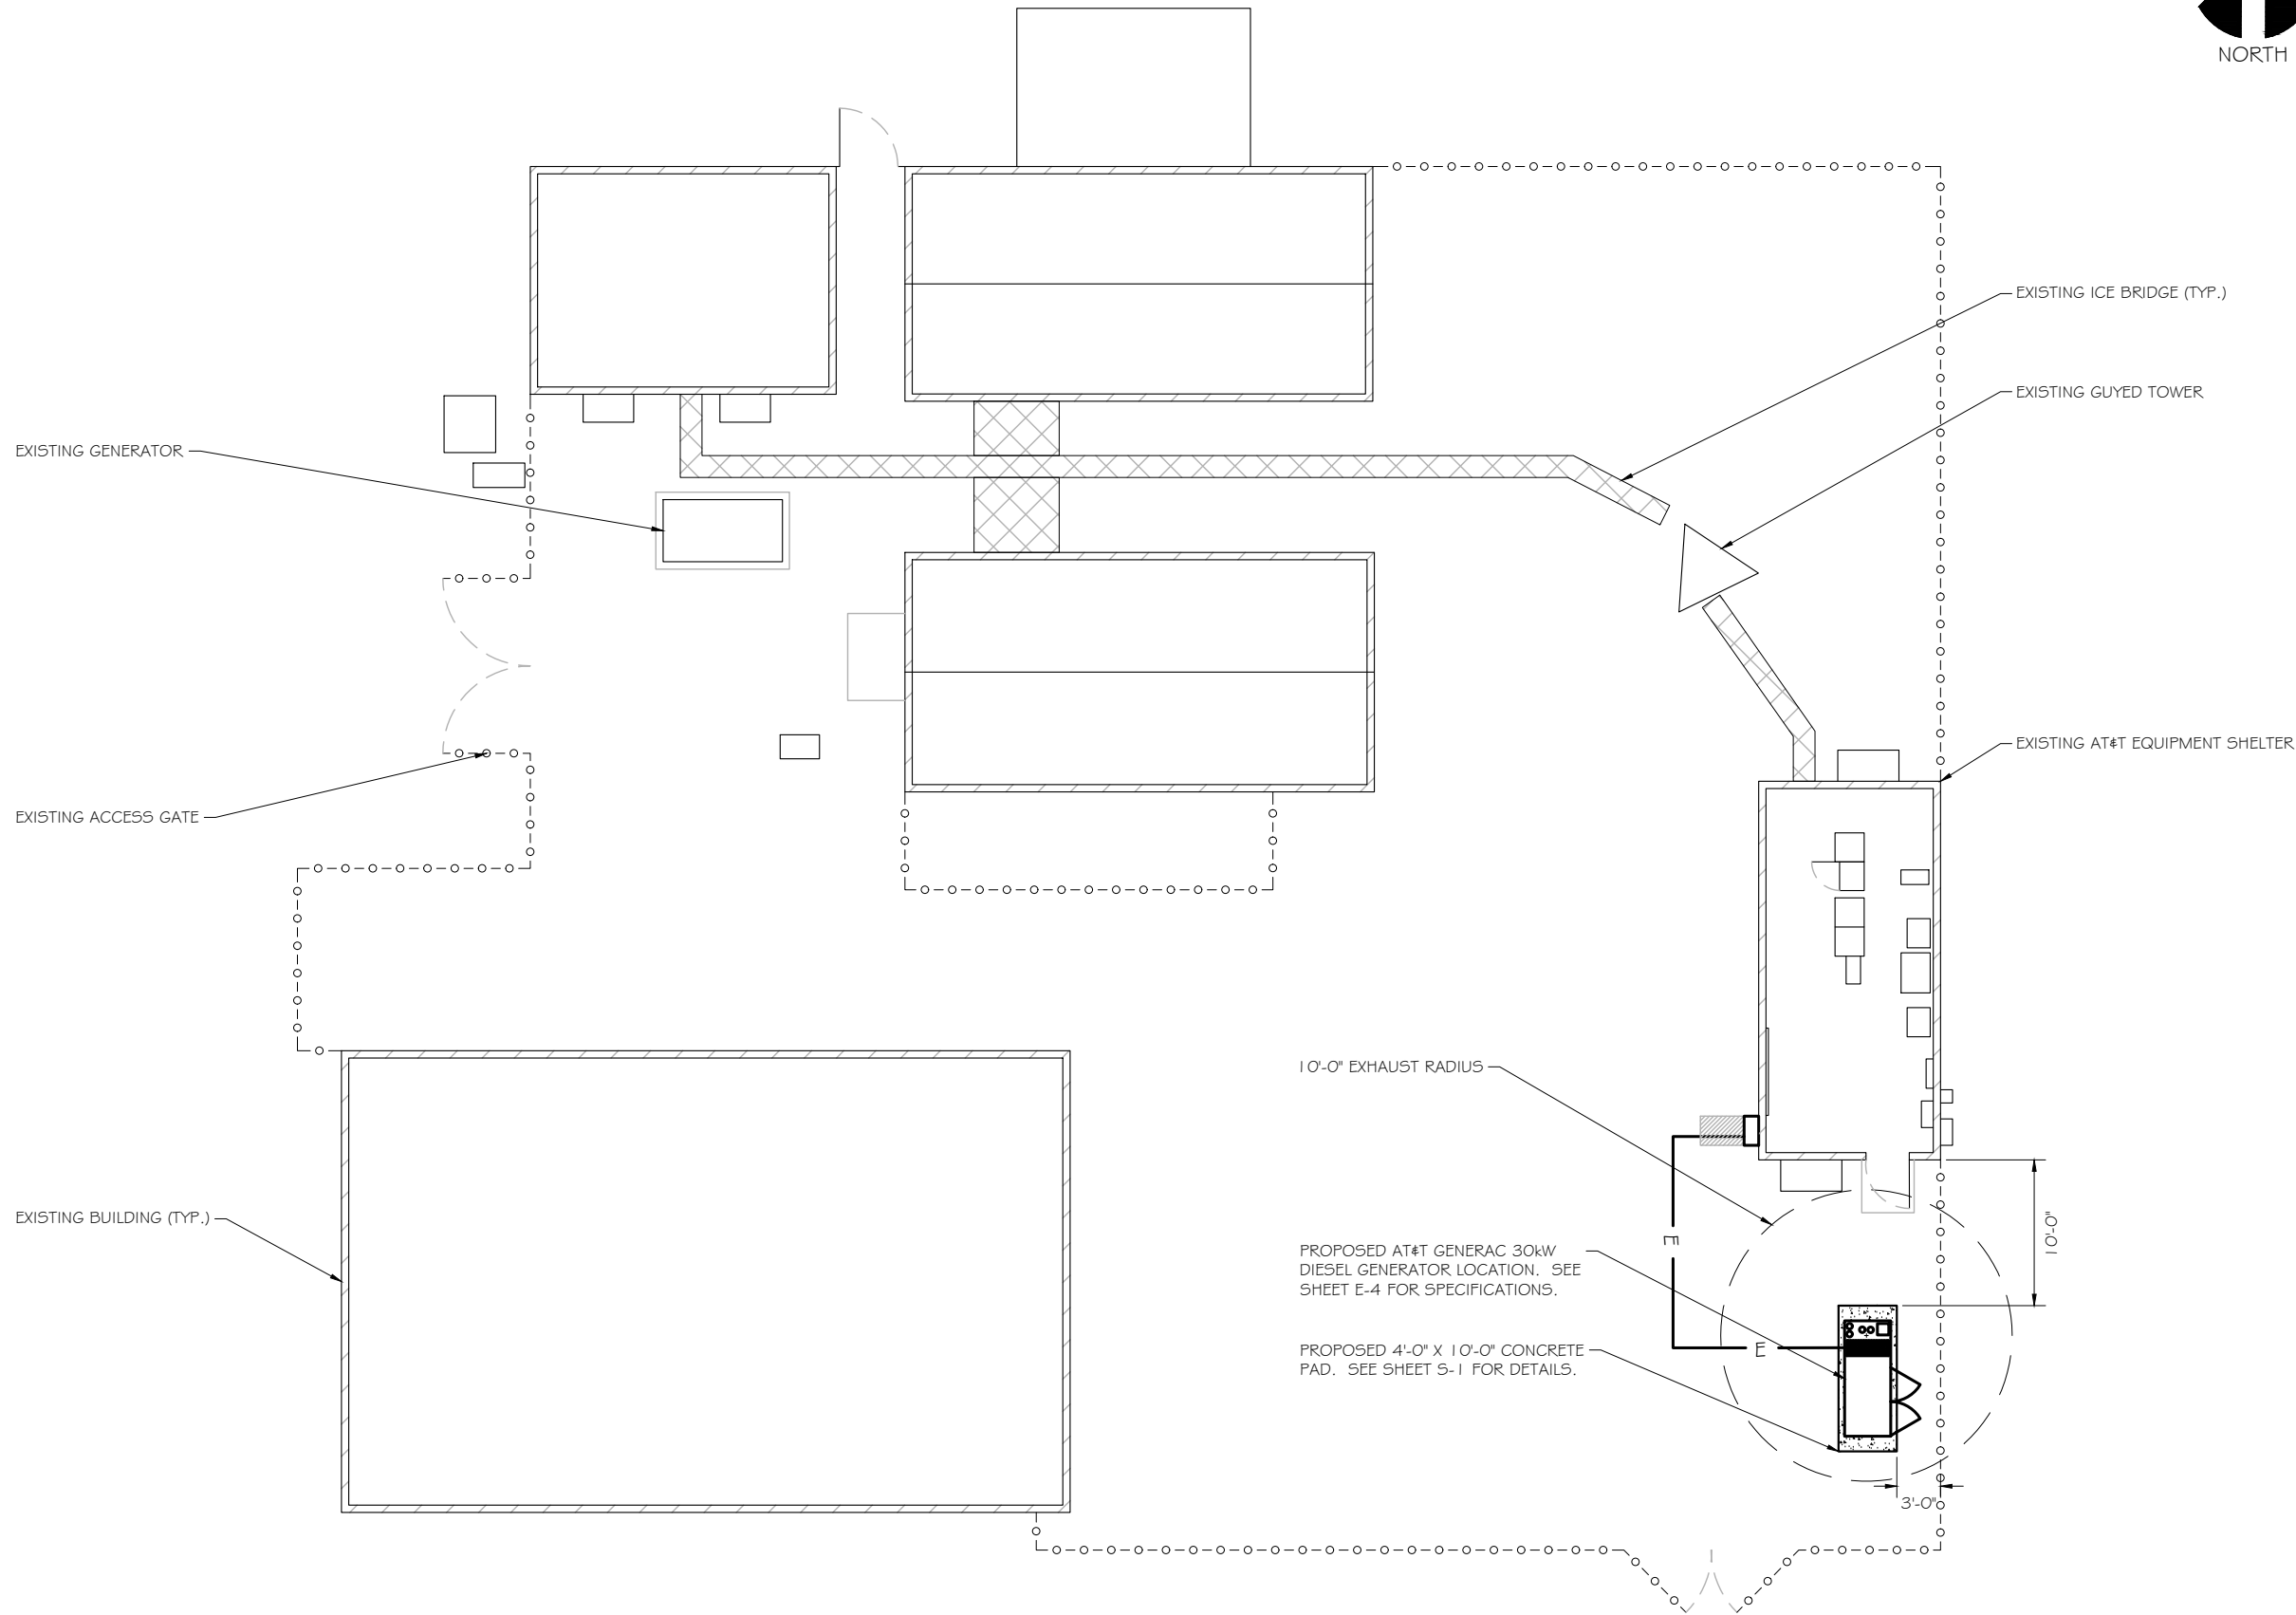 NORTH
EXISTING ICE BRIDGE (TYP.)
EXISTING GUYED TOWER
EXISTING GENERATOR
EXISTING AT&T EQUIPMENT SHELTER
EXISTING ACCESS GATE
10'-0" EXHAUST RADIUS
EXISTING BUILDING (TYP.)
10'-0"
E
PROPOSED AT&T GENERAC 30kW
DIESEL GENERATOR LOCATION.  SEE
SHEET E-4 FOR SPECIFICATIONS.
E
PROPOSED 4'-0" X 10'-0" CONCRETE
PAD.  SEE SHEET S-1 FOR DETAILS.
3'-0"